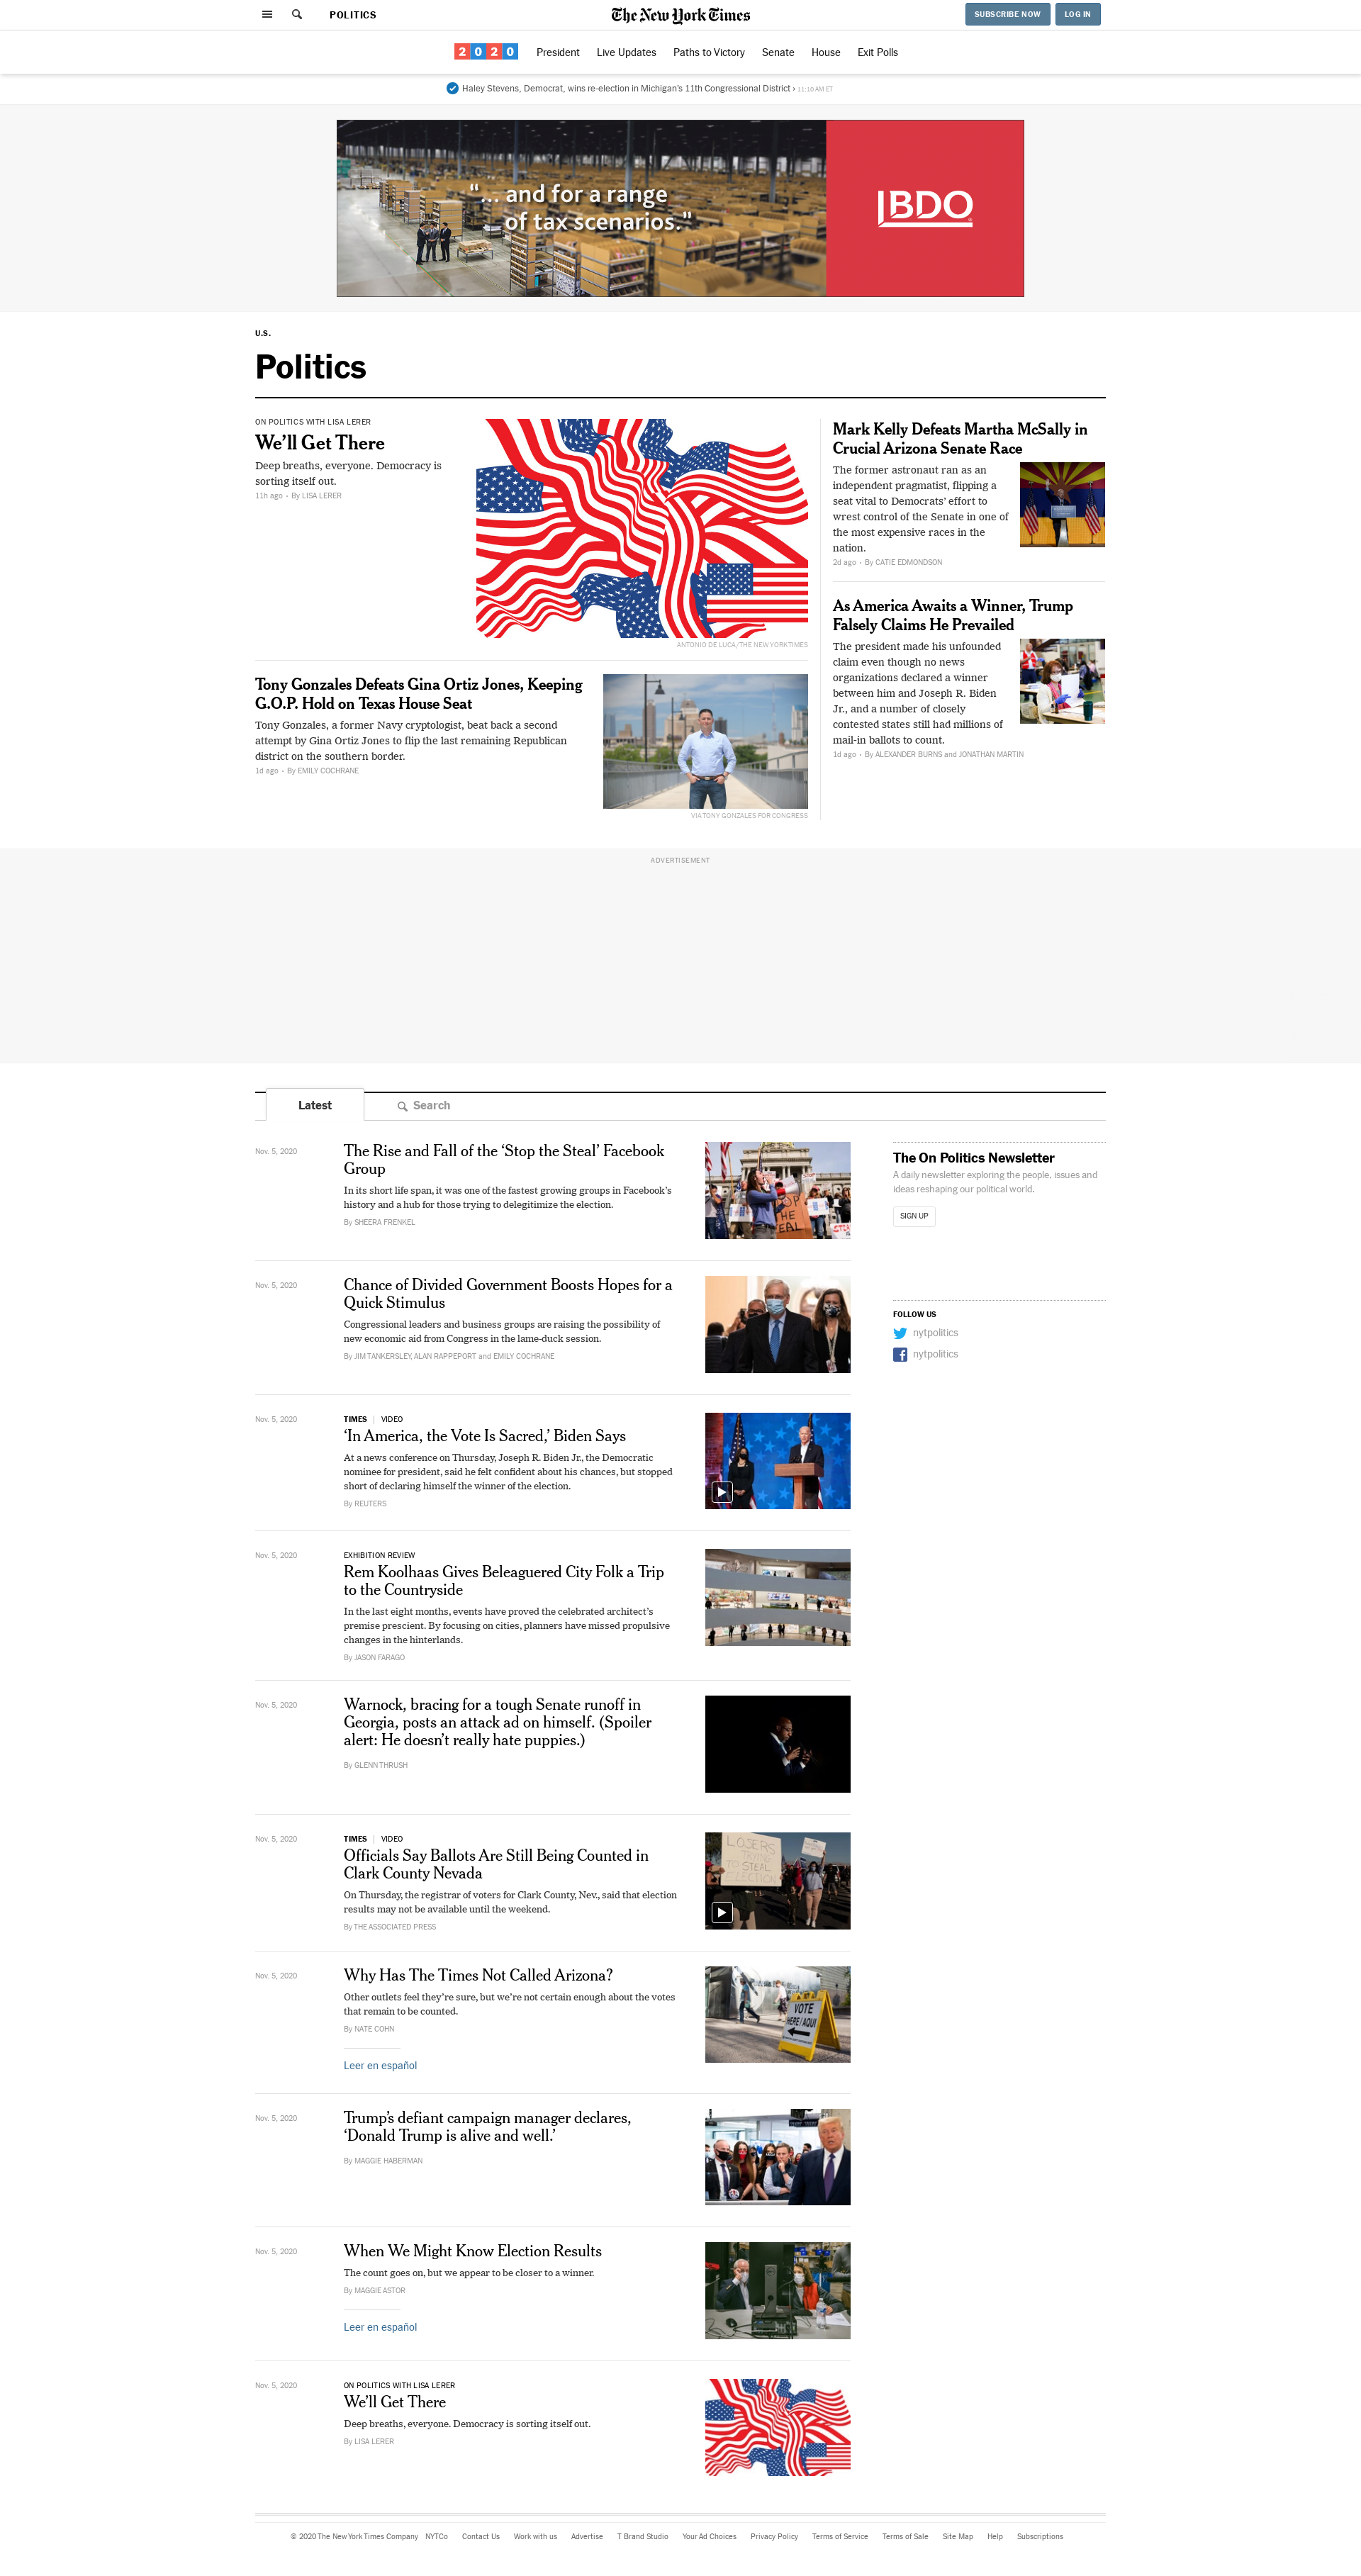 POLITICS
The New York Times
SUBSCRIBE NOW
LOG IN
2020
President
Live Updates
Paths to Victory
Senate
House
Exit Polls
Haley Stevens, Democrat, wins re-election in Michigan's 11th Congressional District › 11:10 AM ET
"... and for a range
of tax scenarios."
BDO
U.S.
Politics
ON POLITICS WITH LISA LERER
We'll Get There
Deep breaths, everyone. Democracy is
sorting itself out.
11h ago • By LISA LERER
ANTONIO DE LUCA/THE NEW YORK TIMES
Tony Gonzales Defeats Gina Ortiz Jones, Keeping
G.O.P. Hold on Texas House Seat
Tony Gonzales, a former Navy cryptologist, beat back a second
attempt by Gina Ortiz Jones to flip the last remaining Republican
district on the southern border.
1d ago • By EMILY COCHRANE
VIA TONY GONZALES FOR CONGRESS
Mark Kelly Defeats Martha McSally in
Crucial Arizona Senate Race
The former astronaut ran as an
independent pragmatist, flipping a
seat vital to Democrats' effort to
wrest control of the Senate in one of
the most expensive races in the
nation.
2d ago • By CATIE EDMONDSON
As America Awaits a Winner, Trump
Falsely Claims He Prevailed
The president made his unfounded
claim even though no news
organizations declared a winner
between him and Joseph R. Biden
Jr., and a number of closely
contested states still had millions of
mail-in ballots to count.
1d ago • By ALEXANDER BURNS and JONATHAN MARTIN
ADVERTISEMENT
Latest
Search
Nov. 5, 2020
The Rise and Fall of the 'Stop the Steal' Facebook
Group
In its short life span, it was one of the fastest growing groups in Facebook's
history and a hub for those trying to delegitimize the election.
By SHEERA FRENKEL
The On Politics Newsletter
A daily newsletter exploring the people, issues and
ideas reshaping our political world.
SIGN UP
FOLLOW US
nytpolitics
nytpolitics
Nov. 5, 2020
Chance of Divided Government Boosts Hopes for a
Quick Stimulus
Congressional leaders and business groups are raising the possibility of
new economic aid from Congress in the lame-duck session.
By JIM TANKERSLEY, ALAN RAPPEPORT and EMILY COCHRANE
Nov. 5, 2020
TIMES | VIDEO
'In America, the Vote Is Sacred,' Biden Says
At a news conference on Thursday, Joseph R. Biden Jr., the Democratic
nominee for president, said he felt confident about his chances, but stopped
short of declaring himself the winner of the election.
By REUTERS
Nov. 5, 2020
EXHIBITION REVIEW
Rem Koolhaas Gives Beleaguered City Folk a Trip
to the Countryside
In the last eight months, events have proved the celebrated architect's
premise prescient. By focusing on cities, planners have missed propulsive
changes in the hinterlands.
By JASON FARAGO
Nov. 5, 2020
Warnock, bracing for a tough Senate runoff in
Georgia, posts an attack ad on himself. (Spoiler
alert: He doesn't really hate puppies.)
By GLENN THRUSH
Nov. 5, 2020
TIMES | VIDEO
Officials Say Ballots Are Still Being Counted in
Clark County Nevada
On Thursday, the registrar of voters for Clark County, Nev., said that election
results may not be available until the weekend.
By THE ASSOCIATED PRESS
LOSERS
TO STEAL
Nov. 5, 2020
Why Has The Times Not Called Arizona?
Other outlets feel they're sure, but we're not certain enough about the votes
that remain to be counted.
By NATE COHN
Leer en español
VOTE
HERE / AQUI
Nov. 5, 2020
Trump's defiant campaign manager declares,
'Donald Trump is alive and well.'
By MAGGIE HABERMAN
Nov. 5, 2020
When We Might Know Election Results
The count goes on, but we appear to be closer to a winner.
By MAGGIE ASTOR
Leer en español
Nov. 5, 2020
ON POLITICS WITH LISA LERER
We'll Get There
Deep breaths, everyone. Democracy is sorting itself out.
By LISA LERER
© 2020 The New York Times Company
NYTCo
Contact Us
Work with us
Advertise
T Brand Studio
Your Ad Choices
Privacy Policy
Terms of Service
Terms of Sale
Site Map
Help
Subscriptions